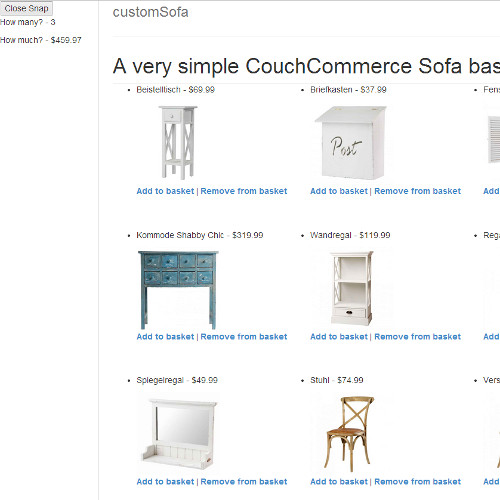 Close Snap
How many? - 3
How much? - $459.97
customSofa
A very simple CouchCommerce Sofa bas
Beistelltisch - $69.99
Briefkasten - $37.99
Fens
Post
Add to basket | Remove from basket
Add to basket | Remove from basket
Add
Kommode Shabby Chic - $319.99
Wandregal - $119.99
Rega
Add to basket | Remove from basket
Add to basket | Remove from basket
Add
Spiegelregal - $49.99
Stuhl - $74.99
Vers
Add to basket | Remove from basket
Add to basket | Remove from basket
Add